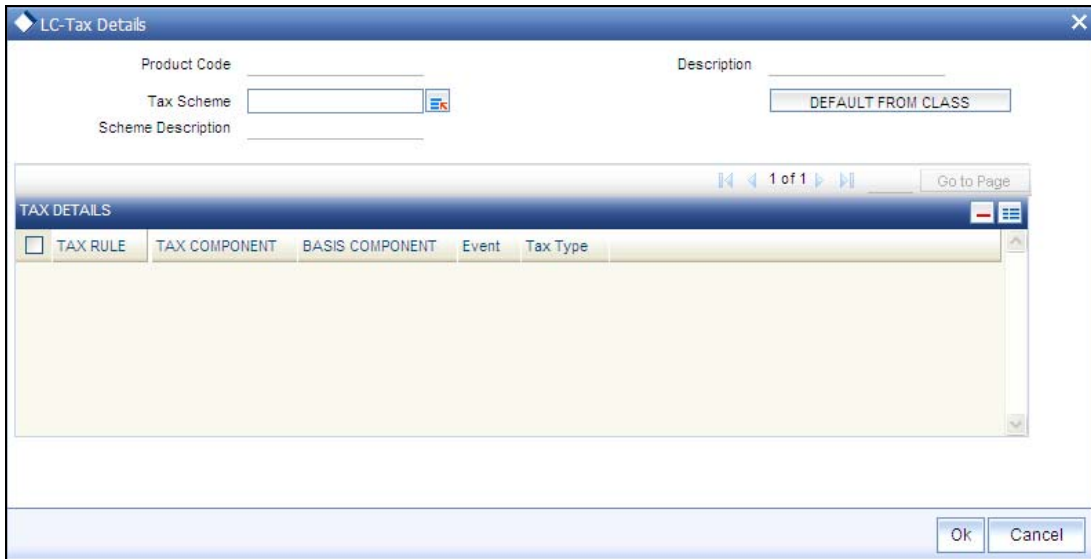 LC-Tax Details
Product Code
Description
Tax Scheme
DEFAULT FROM CLASS
Scheme Description
1 of 1
Go to Page
TAX DETAILS
TAX RULE TAX COMPONENT BASIS COMPONENT Event Tax Type
Ok Cancel